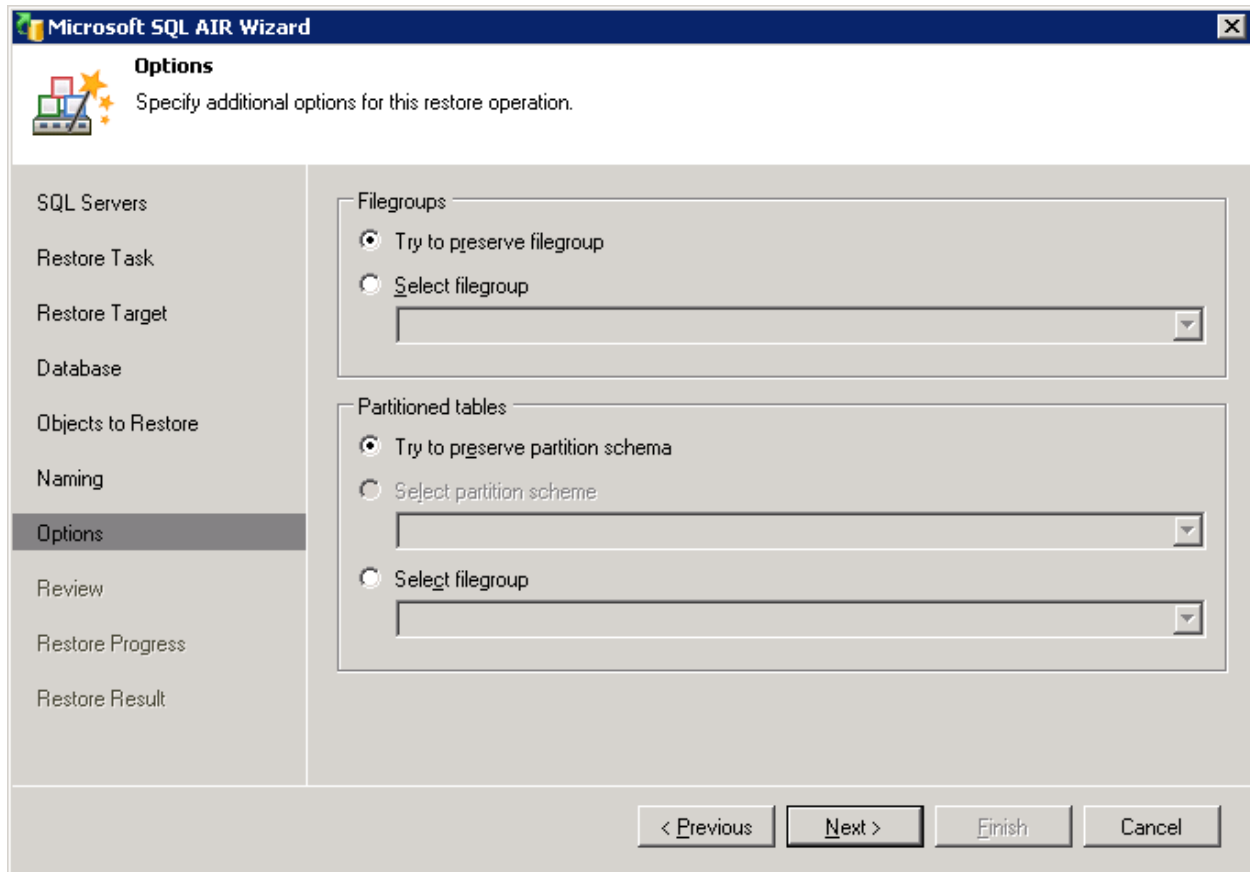 Microsoft SQL AIR Wizard
Options
Specify additional options for this restore operation.
SQL Servers
Restore Task
Restore Target
Database
Objects to Restore
Naming
Options
Review
Restore Progress
Restore Result
Filegroups
Try to preserve filegroup
Select filegroup
Partitioned tables
Try to preserve partition schema
Select partition scheme
Select filegroup
< Previous
Next >
Finish
Cancel